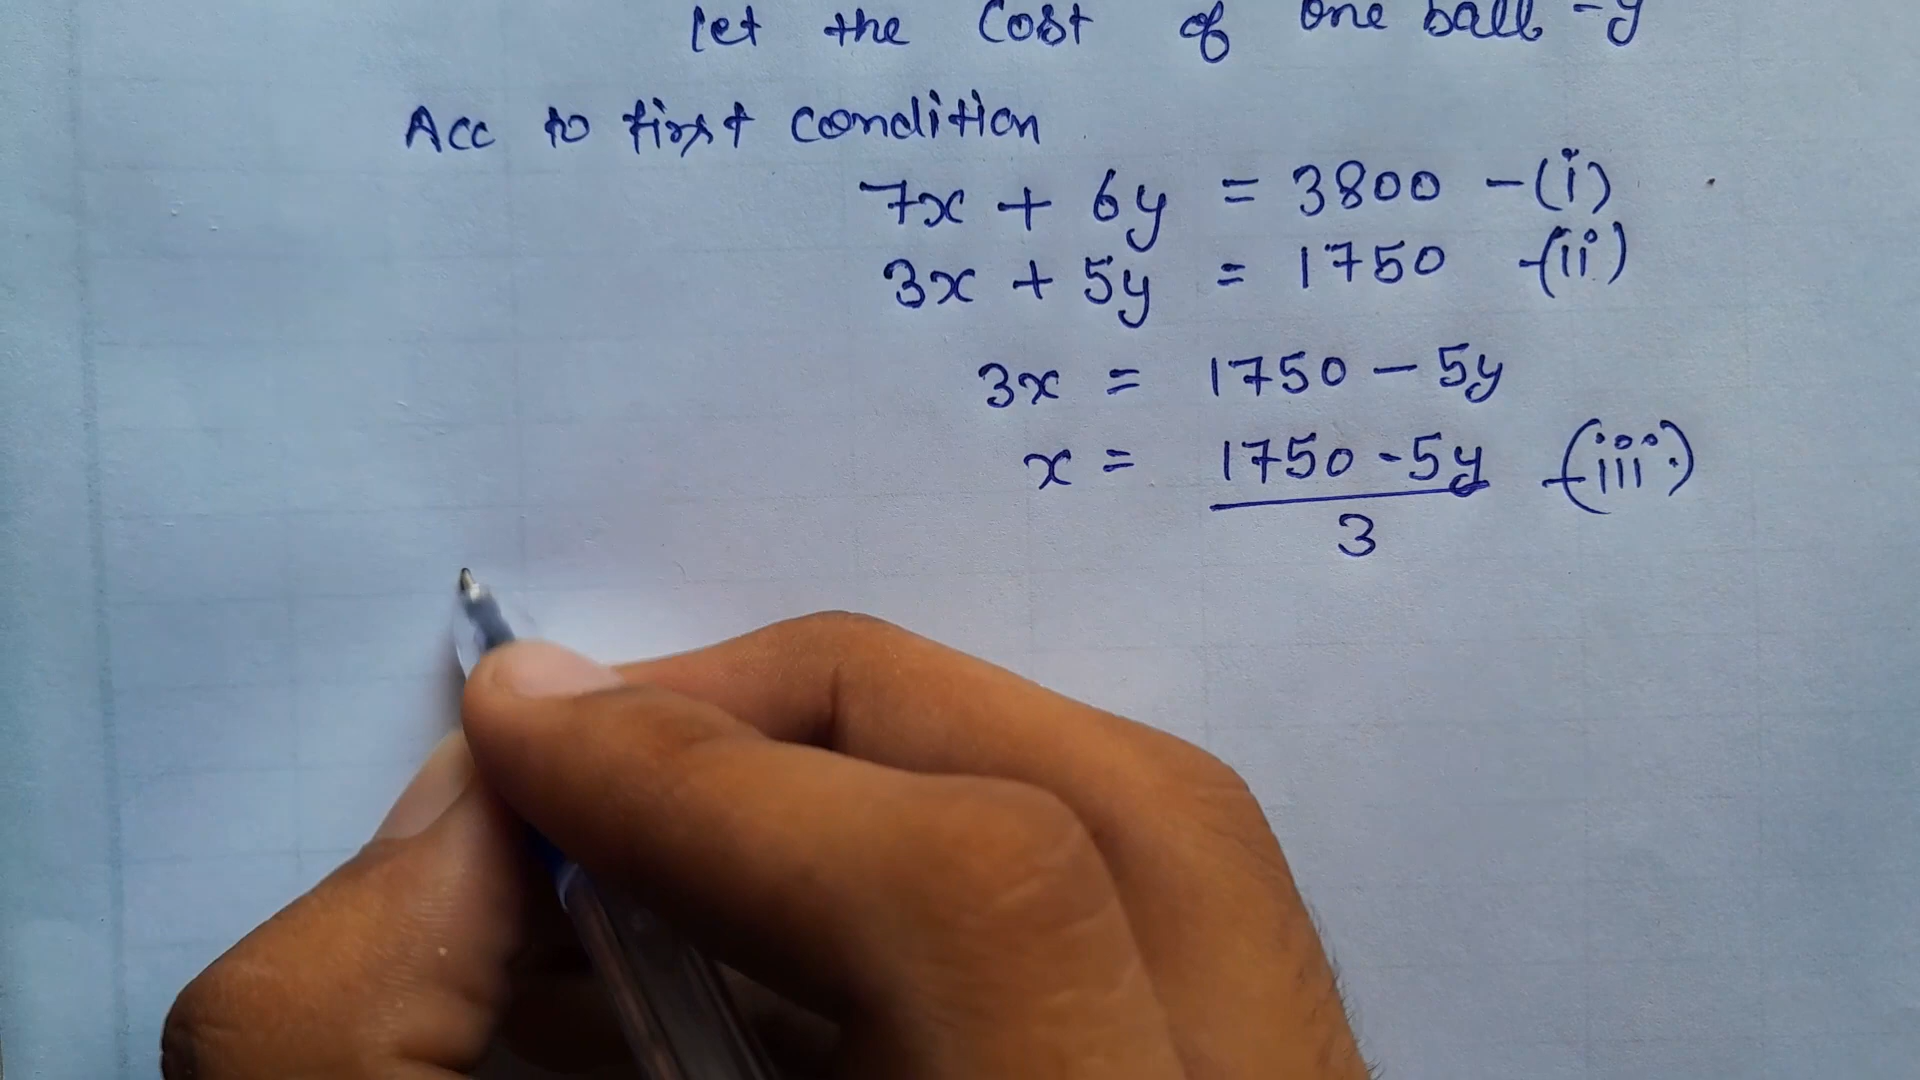 let the Cost of one ball - y
Acc to first condition
7x + 6y = 3800 -(i)
3x + 5y = 1750 -(ii)
3x = 1750 - 5y
x = 1750 - 5y -(iii)
3